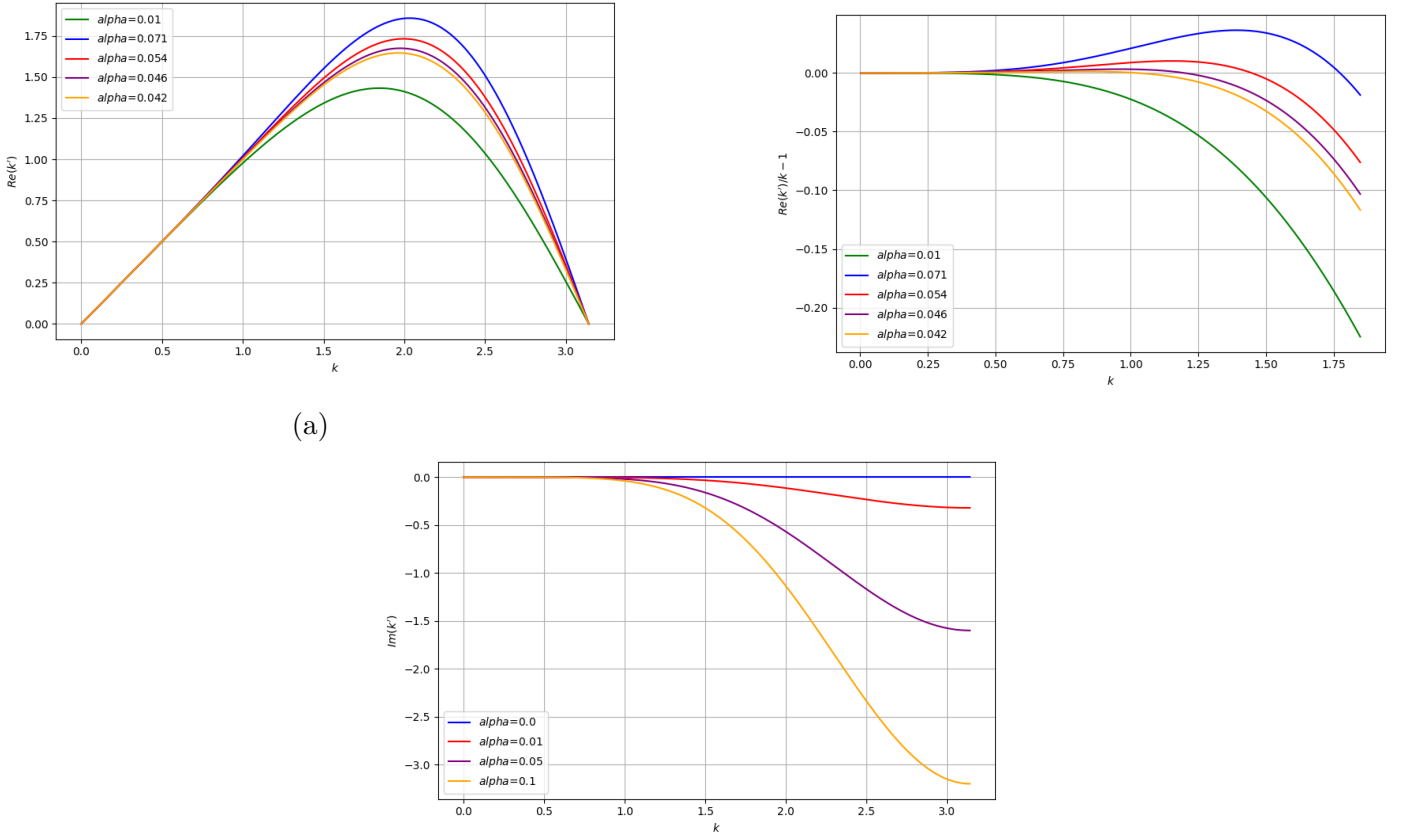 alpha=0.01
alpha=0.071
alpha=0.054
alpha=0.046
alpha=0.042
1.75
1.50
1.25
1.00
0.75
0.50
0.25
0.00
Re(k')
0.0 0.5 1.0 1.5 2.0 2.5 3.0
k
0.00
−0.05
−0.10
−0.15
−0.20
Re(k')/k − 1
alpha=0.01
alpha=0.071
alpha=0.054
alpha=0.046
alpha=0.042
0.00 0.25 0.50 0.75 1.00 1.25 1.50 1.75
k
(a)
0.0
−0.5
−1.0
−1.5
−2.0
−2.5
−3.0
Im(k')
alpha=0.0
alpha=0.01
alpha=0.05
alpha=0.1
0.0 0.5 1.0 1.5 2.0 2.5 3.0
k